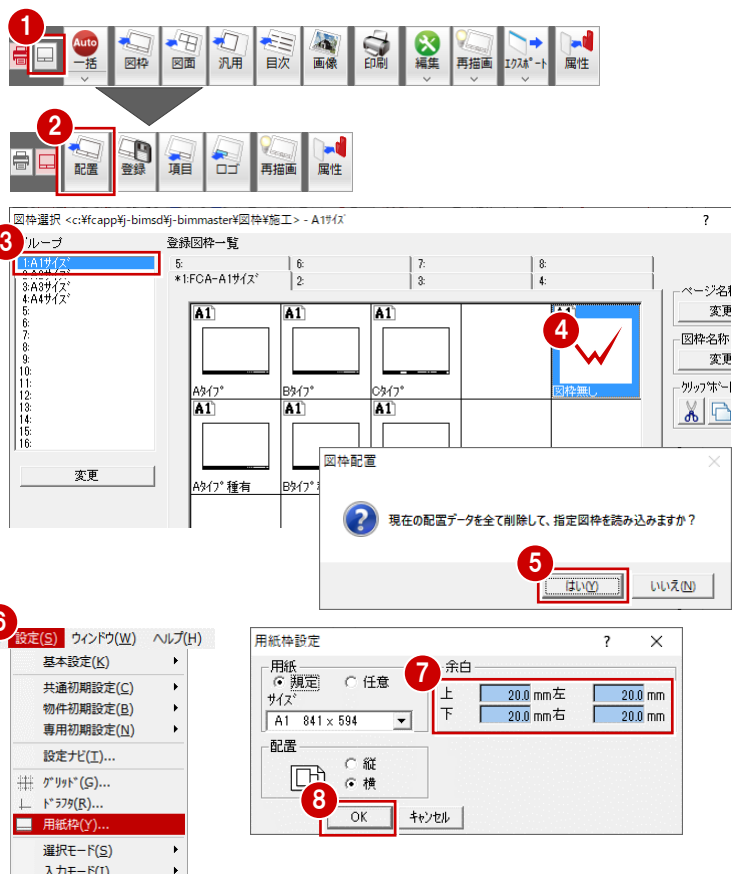 1
Auto
一括 図枠 図面 汎用 目次 画像 印刷 編集 再描画 ｴｸｽﾎﾟｰﾄ 属性
2
配置 登録 項目 ロゴ 再描画 属性
図枠選択 <c:¥fcapp¥j-bimsd¥j-bimmaster¥図枠¥施工> - A1ｻｲｽﾞ ?
3
ループ 登録図枠一覧
1:A1ｻｲｽﾞ
3:A3ｻｲｽﾞ
4:A4ｻｲｽﾞ
5:
6:
7:
8:
9:
10:
11:
12:
13:
14:
15:
16:
変更
5: 6: 7: 8:
*1:FCA-A1ｻｲｽﾞ 2: 3: 4:
A1 A1 A1
4
Aﾀｲﾌﾟ Bﾀｲﾌﾟ Cﾀｲﾌﾟ 図枠無し
A1 A1 A1
Aﾀｲﾌﾟ種有 Bﾀｲﾌﾟ
ページ名称
変更
図枠名称
変更
ｸﾘｯﾌﾟﾎﾞｰﾄﾞ
図枠配置
現在の配置データを全て削除して、指定図枠を読み込みますか？
5
はい(Y) いいえ(N)
6
設定(S) ウィンドウ(W) ヘルプ(H)
基本設定(K)
共通初期設定(C)
物件初期設定(B)
専用初期設定(N)
設定ナビ(T)...
ｸﾞﾘｯﾄﾞ(G)...
ﾄﾞﾗﾌﾀ(R)...
用紙枠(Y)...
選択モード(S)
入力モード(I)
用紙枠設定 ?
用紙
規定 任意
ｻｲｽﾞ
A1 841 × 594
配置
縦
横
7
余白
上 20.0 mm 左 20.0 mm
下 20.0 mm 右 20.0 mm
8
OK ｷｬﾝｾﾙ